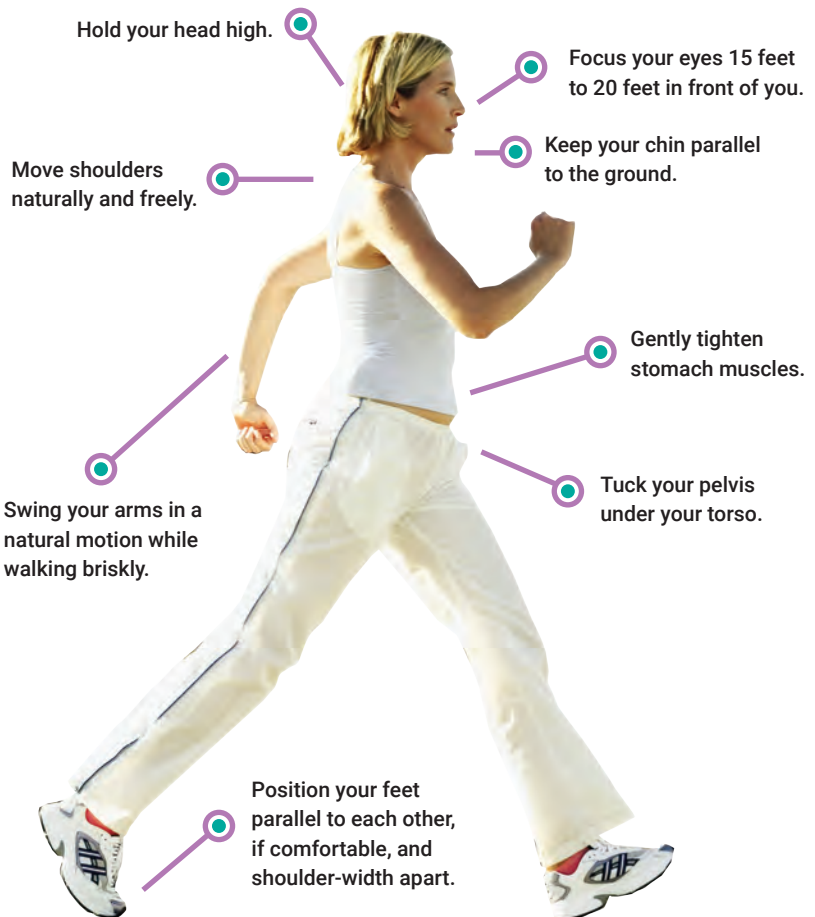 Hold your head high.
Focus your eyes 15 feet
to 20 feet in front of you.
Keep your chin parallel
to the ground.
Move shoulders
naturally and freely.
Gently tighten
stomach muscles.
Tuck your pelvis
under your torso.
Swing your arms in a
natural motion while
walking briskly.
Position your feet
parallel to each other,
if comfortable, and
shoulder-width apart.